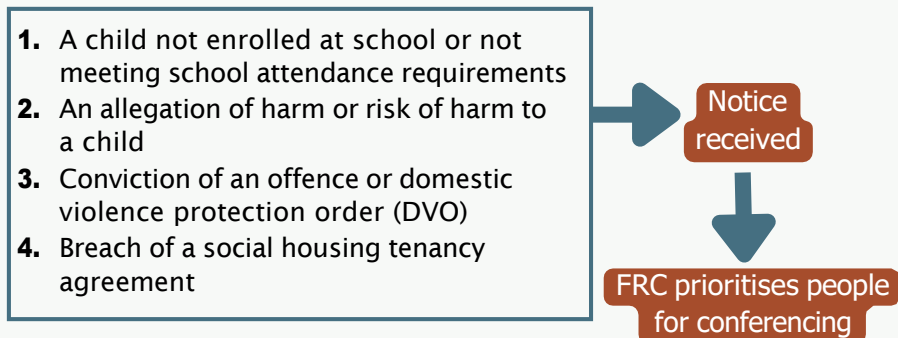 1. A child not enrolled at school or not
meeting school attendance requirements
2. An allegation of harm or risk of harm to
a child
3. Conviction of an offence or domestic
violence protection order (DVO)
4. Breach of a social housing tenancy
agreement
Notice
received
FRC prioritises people
for conferencing